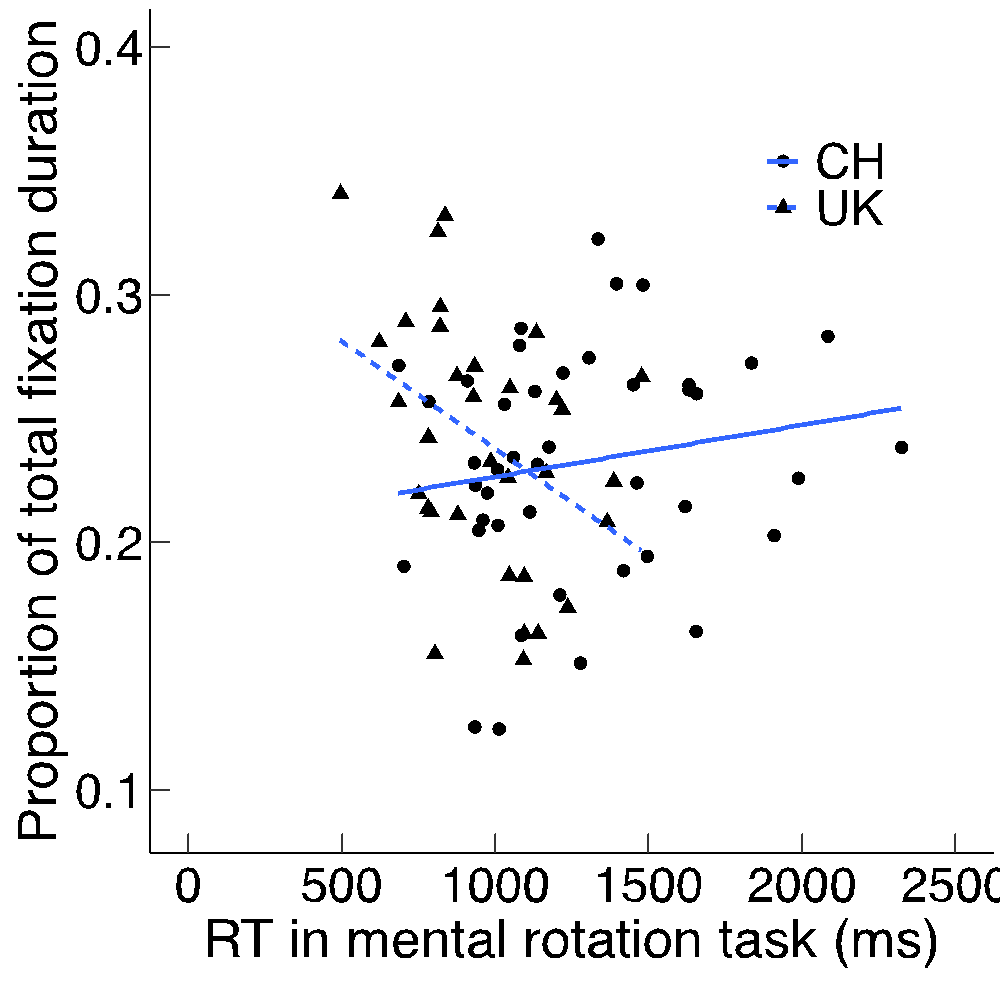 Proportion of total fixation duration
0.4
0.3
0.2
0.1
CH
UK
0 500 1000 1500 2000 2500
RT in mental rotation task (ms)